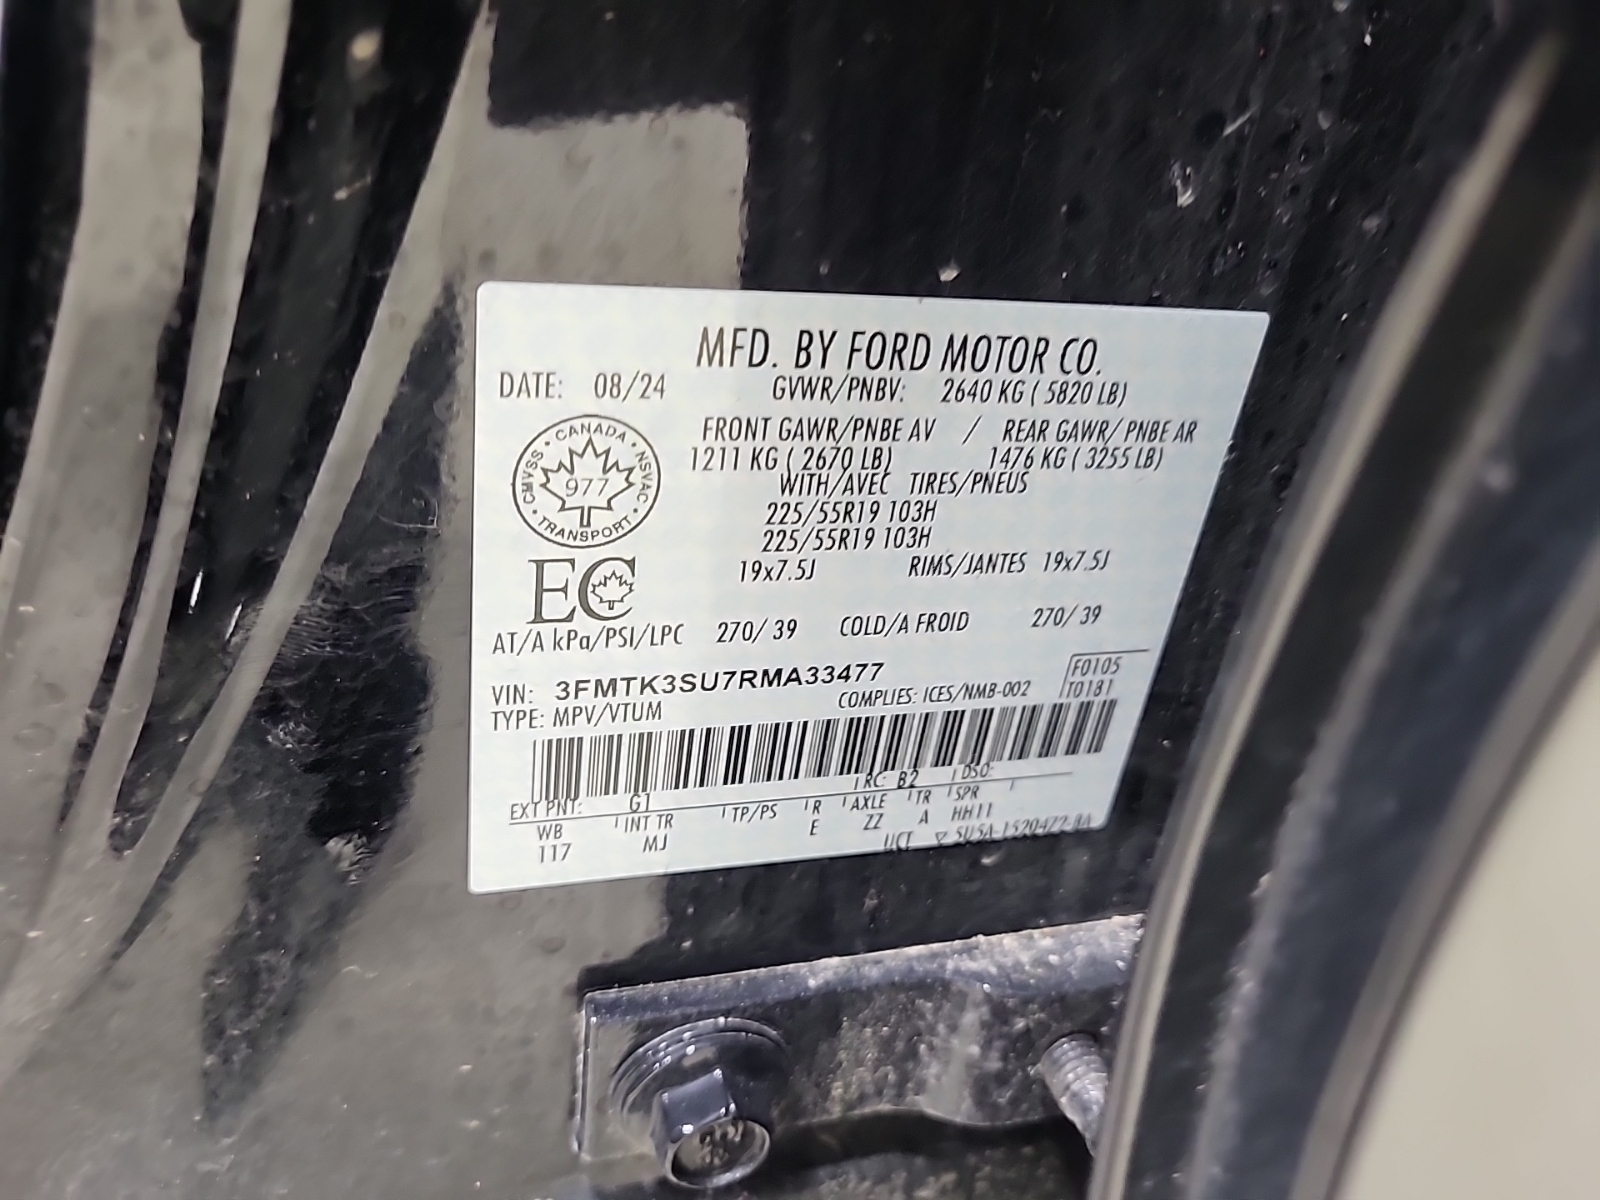 MFD. BY FORD MOTOR CO.
DATE: 08/24 GVWR/PNBV: 2640 KG ( 5820 LB)
FRONT GAWR/PNBE AV / REAR GAWR/ PNBE AR
1211 KG ( 2670 LB) 1476 KG ( 3255 LB)
WITH/AVEC TIRES/PNEUS
225/55R19 103H
225/55R19 103H
19x7.5J RIMS/JANTES 19x7.5J
CANADA
CMVSS 977 NSVAC
TRANSPORT
EC
AT/A kPa/PSI/LPC 270/ 39 COLD/A FROID 270/ 39
VIN: 3FMTK3SU7RMA33477
F0105
TYPE: MPV/VTUM COMPLIES: ICES/NMB-002 T0181
EXT PNT: G1 RC: B2 DSO:
WB INT TR TP/PS R AXLE TR SPR
117 MJ E ZZ A HH11
UCT SU5A-1520472-BA